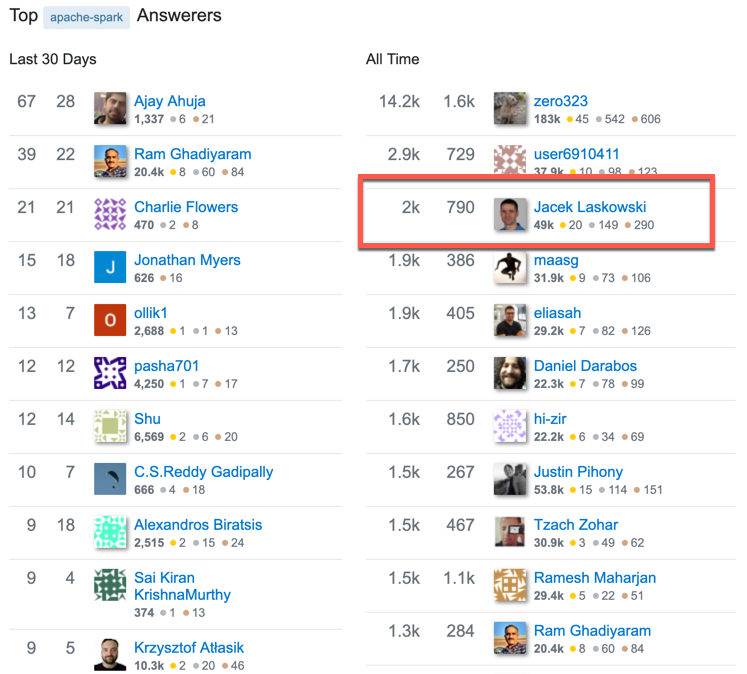 Top apache-spark Answerers
Last 30 Days
67 28 Ajay Ahuja
1,337 6 21
39 22 Ram Ghadiyaram
20.4k 8 60 84
21 21 Charlie Flowers
470 2 8
15 18 J Jonathan Myers
626 16
13 7 O ollik1
2,688 1 1 13
12 12 pasha701
4,250 1 7 17
12 14 Shu
6,569 2 6 20
10 7 C.S.Reddy Gadipally
666 4 18
9 18 Alexandros Biratsis
2,515 2 15 24
9 4 Sai Kiran
KrishnaMurthy
374 1 13
9 5 Krzysztof Atłasik
10.3k 2 20 46
All Time
14.2k 1.6k zero323
183k 45 542 606
2.9k 729 user6910411
37.9k 10 98 123
2k 790 Jacek Laskowski
49k 20 149 290
1.9k 386 maasg
31.9k 9 73 106
1.9k 405 eliasah
29.2k 7 82 126
1.7k 250 Daniel Darabos
22.3k 7 78 99
1.6k 850 hi-zir
22.2k 6 34 69
1.5k 267 Justin Pihony
53.8k 15 114 151
1.5k 467 Tzach Zohar
30.9k 3 49 62
1.5k 1.1k Ramesh Maharjan
29.4k 5 22 51
1.3k 284 Ram Ghadiyaram
20.4k 8 60 84